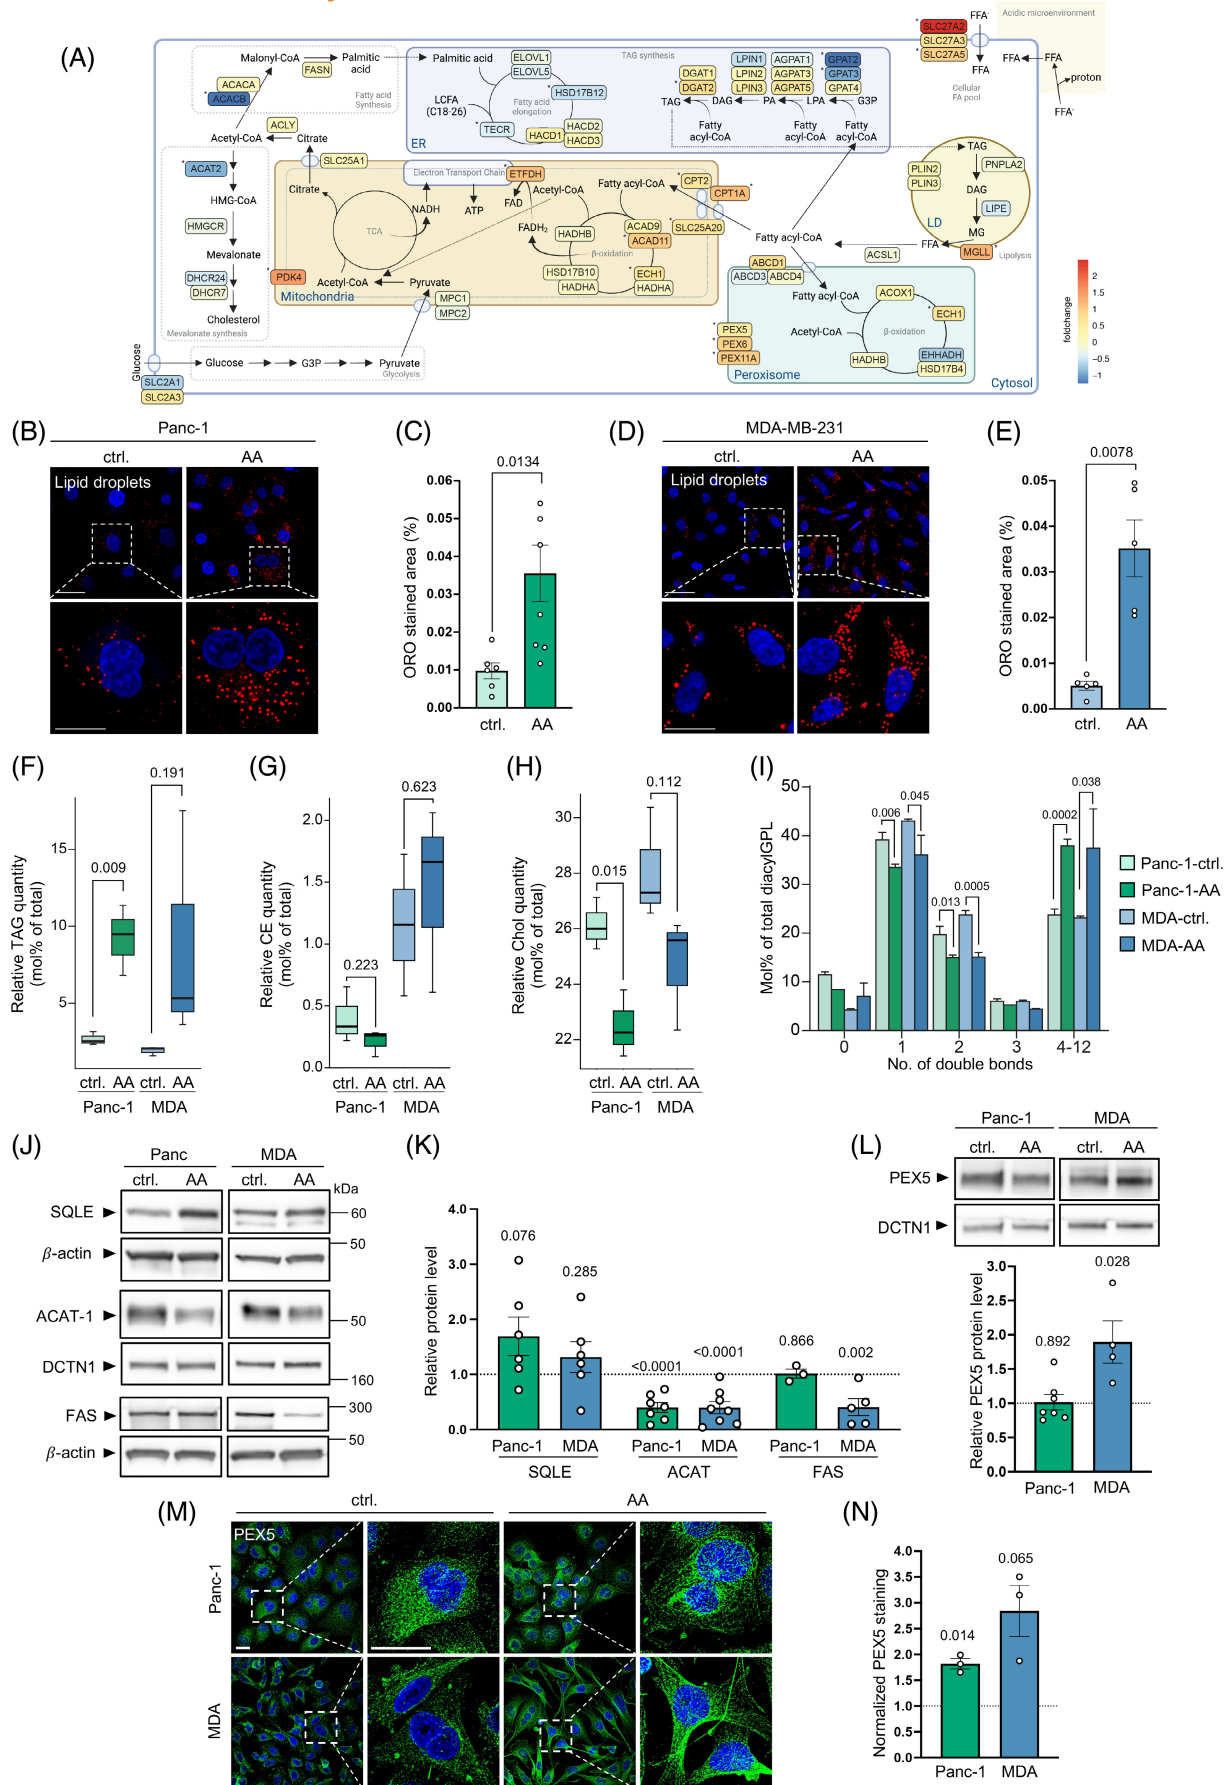 (A)
Malonyl-CoA
FASN
Palmitic
acid
ACACA
* ACACB
Fatty acid
Synthesis
Acetyl-CoA
ACLY
Citrate
Palmitic acid
ELOVL1
ELOVL5
LCFA
(C18-26)
Fatty acid
elongation
* HSD17B12
* TECR
HACD1
HACD2
HACD3
ER
TAG synthesis
DGAT1
* DGAT2
LPIN1
LPIN2
LPIN3
AGPAT1
AGPAT3
AGPAT5
* GPAT2
* GPAT3
GPAT4
TAG
DAG
PA
LPA
G3P
Fatty
acyl-CoA
Fatty
acyl-CoA
Fatty
acyl-CoA
* SLC27A2
SLC27A3
* SLC27A5
FFA-
FFA
Acidic microenvironment
FFA
FFA
proton
FFA-
Cellular
FA pool
* ACAT2
HMG-CoA
HMGCR
Mevalonate
DHCR24
DHCR7
Cholesterol
Mevalonate synthesis
SLC25A1
Citrate
TCA
Acetyl-CoA
* PDK4
Mitochondria
Electron Transport Chain
NADH
ATP
* ETFDH
FAD
FADH₂
Acetyl-CoA
Pyruvate
MPC1
MPC2
Fatty acyl-CoA
HADHB
ACAD9
* ACAD11
β-oxidation
HSD17B10
HADHA
* ECH1
HADHA
* CPT2
CPT1A *
* SLC25A20
Fatty acyl-CoA
ACSL1
FFA
TAG
PLIN2
PLIN3
PNPLA2
DAG
LIPE
MG
LD
MGLL *
Lipolysis
* ABCD1
ABCD3
ABCD4
Fatty acyl-CoA
ACOX1
* ECH1
Acetyl-CoA
β-oxidation
HADHB
EHHADH
HSD17B4
* PEX5
* PEX6
* PEX11A
Peroxisome
Cytosol
Glucose
SLC2A1
SLC2A3
Glucose
G3P
Pyruvate
Glycolysis
foldchange
2
1.5
1
0.5
0
−0.5
−1
(B)
Panc-1
ctrl.
AA
Lipid droplets
(C)
0.0134
ORO stained area (%)
0.06
0.05
0.04
0.03
0.02
0.01
0.00
ctrl.
AA
(D)
MDA-MB-231
ctrl.
AA
Lipid droplets
(E)
0.0078
ORO stained area (%)
0.05
0.04
0.03
0.02
0.01
0.00
ctrl.
AA
(F)
0.191
0.009
Relative TAG quantity
(mol% of total)
15
10
5
ctrl. AA
ctrl. AA
Panc-1
MDA
(G)
0.623
0.223
Relative CE quantity
(mol% of total)
2.0
1.5
1.0
0.5
0.0
ctrl. AA
ctrl. AA
Panc-1
MDA
(H)
0.112
0.015
Relative Chol quantity
(mol% of total)
30
28
26
24
22
ctrl. AA
ctrl. AA
Panc-1
MDA
(I)
Mol% of total diacylGPL
50
40
30
20
10
0
0.006
0.045
0.013
0.0005
0.0002
0.038
0
1
2
3
4-12
No. of double bonds
Panc-1-ctrl.
Panc-1-AA
MDA-ctrl.
MDA-AA
(J)
Panc
MDA
ctrl.
AA
ctrl.
AA
kDa
SQLE
60
β-actin
50
ACAT-1
50
DCTN1
160
FAS
300
β-actin
50
(K)
Relative protein level
4.0
3.0
2.0
1.0
0.0
0.076
0.285
<0.0001
<0.0001
0.866
0.002
Panc-1
MDA
Panc-1
MDA
Panc-1
MDA
SQLE
ACAT
FAS
(L)
Panc-1
MDA
ctrl.
AA
ctrl.
AA
PEX5
DCTN1
Relative PEX5 protein level
3.0
2.5
2.0
1.5
1.0
0.5
0.0
0.892
0.028
Panc-1
MDA
(M)
ctrl.
AA
PEX5
Panc-1
MDA
(N)
Normalized PEX5 staining
4.0
3.5
3.0
2.5
2.0
1.5
1.0
0.5
0.0
0.014
0.065
Panc-1
MDA